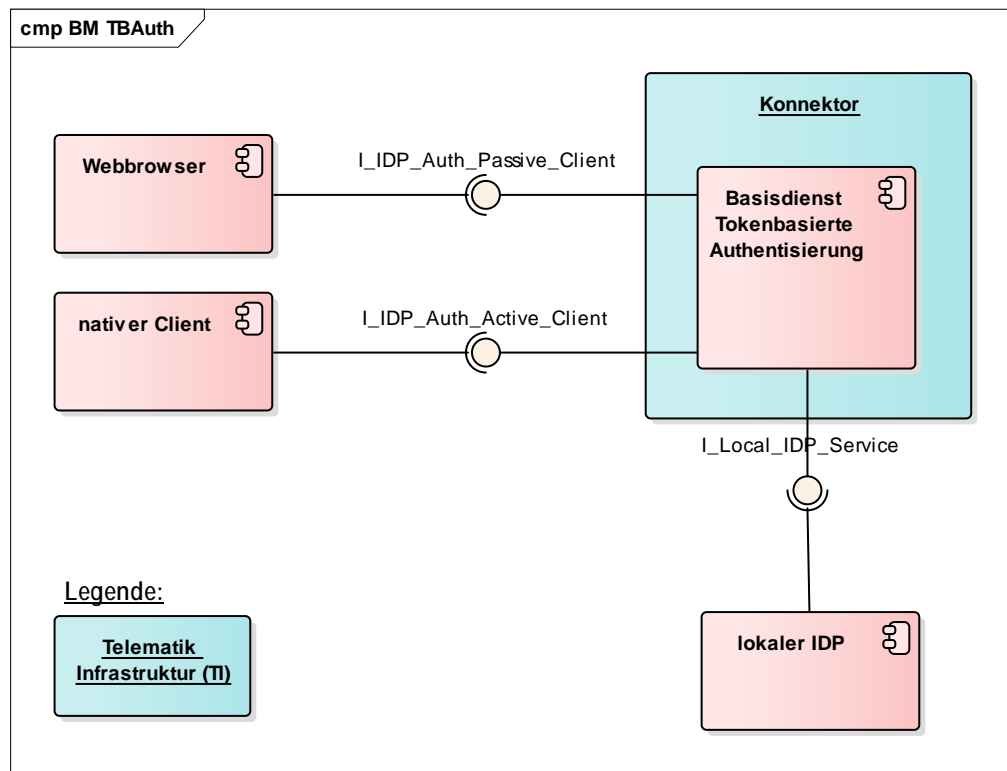 cmp BM TBAuth
Konnektor
Webbrowser
I_IDP_Auth_Passive_Client
Basisdienst
Tokenbasierte
Authentisierung
nativer Client
I_IDP_Auth_Active_Client
I_Local_IDP_Service
Legende:
Telematik
Infrastruktur (TI)
lokaler IDP